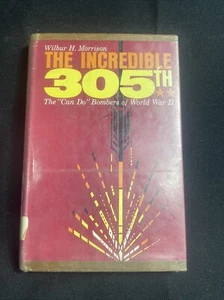 Wilbur H. Morrison
THE INCREDIBLE
305TH
The "Can Do" Bombers of World War II